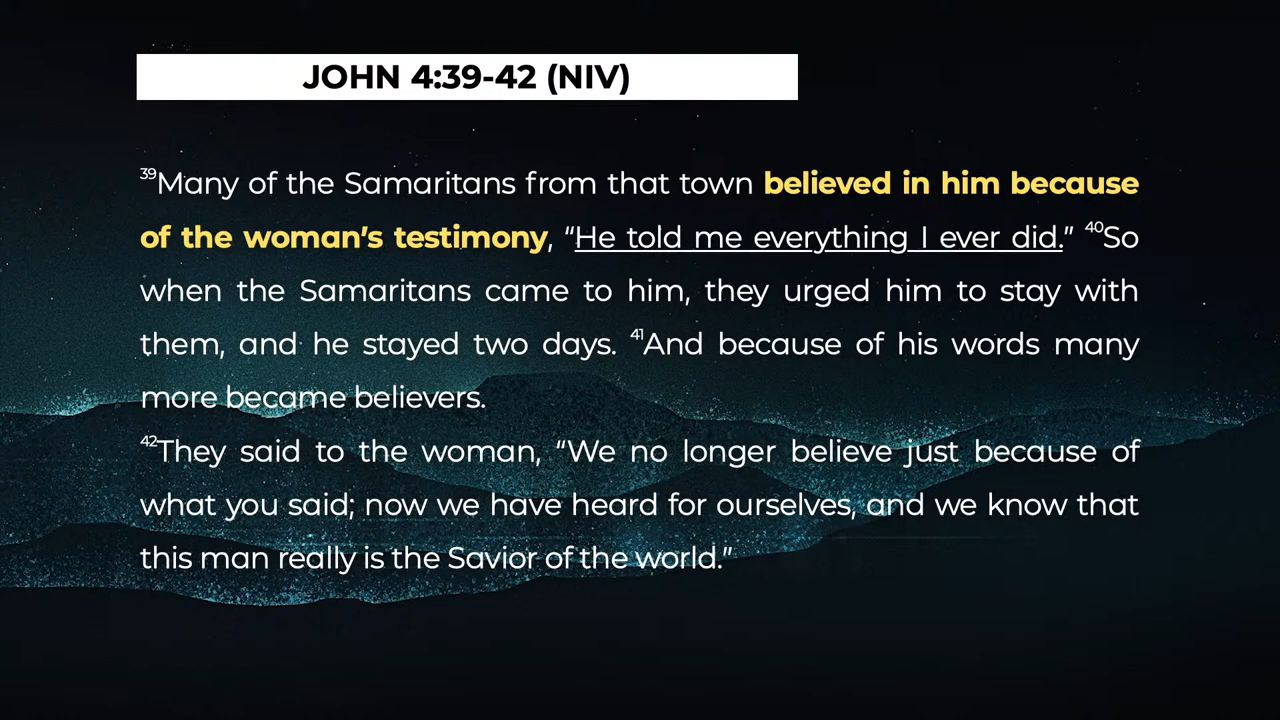 JOHN 4:39-42 (NIV)
³⁹Many of the Samaritans from that town believed in him because
of the woman’s testimony, “He told me everything I ever did.” ⁴⁰So
when the Samaritans came to him, they urged him to stay with
them, and he stayed two days. ⁴¹And because of his words many
more became believers.
⁴²They said to the woman, “We no longer believe just because of
what you said; now we have heard for ourselves, and we know that
this man really is the Savior of the world.”